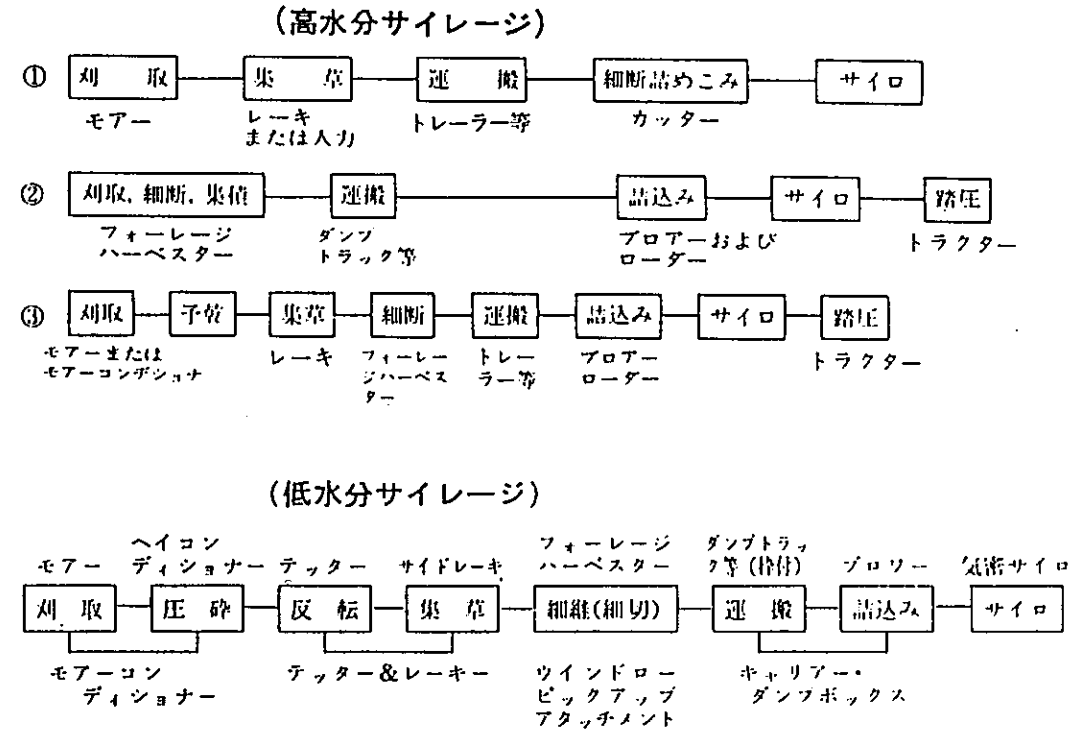 (高水分サイレージ)
① 刈取 集草 運搬 細断詰めこみ サイロ
モアー レーキ トレーラー等 カッター
または人力
② 刈取,細断,集積 運搬 詰込み サイロ 踏圧
フォーレージ ダンプ ブロアーおよび トラクター
ハーベスター トラック等 ローダー
③ 刈取 予乾 集草 細断 運搬 詰込み サイロ 踏圧
モアーまたは レーキ フォーレー トレー ブロアー トラクター
モアーコンデショナ ジハーベス ラー等 ローダー
ター
(低水分サイレージ)
ヘイコン フォーレージ ダンプトラッ
モアー ディショナー テッター サイドレーキ ハーベスター ク等(枠付) ブロワー 気密サイロ
刈取 圧砕 反転 集草 (細切) 運搬 詰込み サイロ
モアーコン テッター&レーキー ウインドロー キャリアー・
ディショナー ピックアップ ダンプボックス
アタッチメント